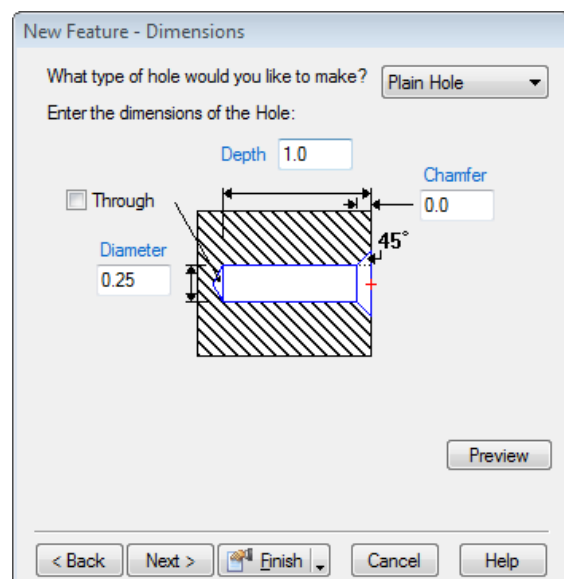 New Feature - Dimensions
What type of hole would you like to make? Plain Hole
Enter the dimensions of the Hole:
Depth 1.0
Chamfer
Through
0.0
45°
Diameter
0.25
Preview
< Back Next > Finish Cancel Help